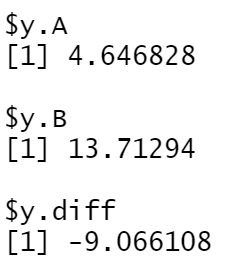 $y.A
[1] 4.646828
$y.B
[1] 13.71294
$y.diff
[1] -9.066108